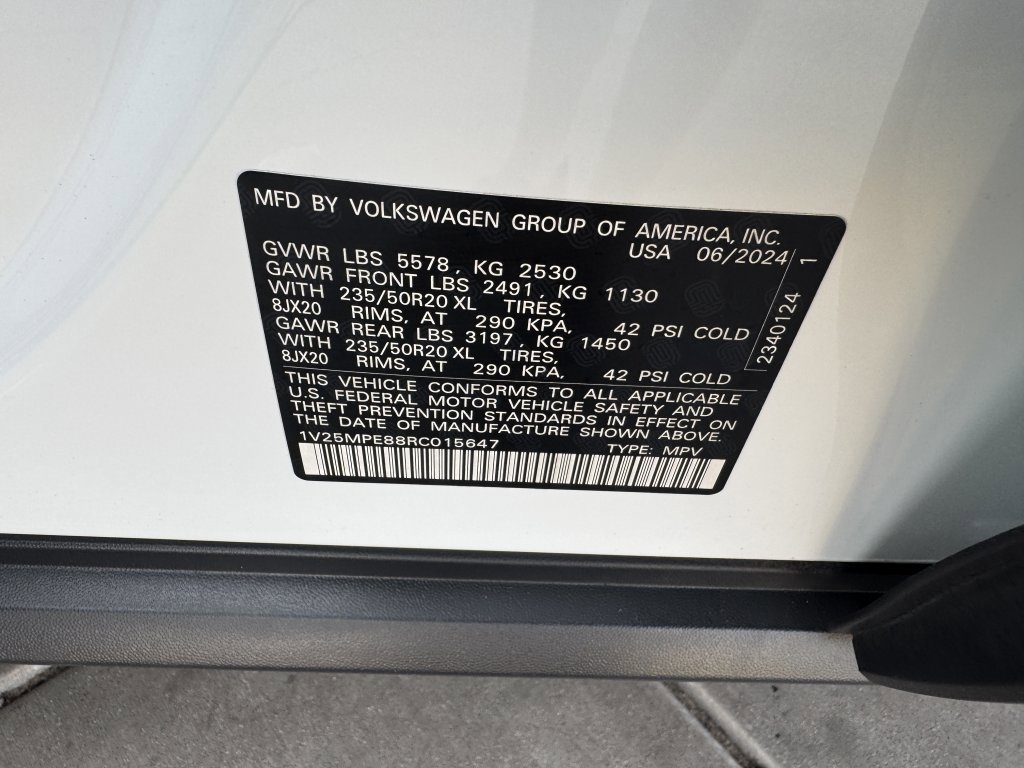 MFD BY VOLKSWAGEN GROUP OF AMERICA, INC.
USA 06/2024
GVWR LBS 5578, KG 2530
GAWR FRONT LBS 2491, KG 1130
WITH 235/50R20 XL TIRES,
8JX20 RIMS, AT 290 KPA, 42 PSI COLD
GAWR REAR LBS 3197, KG 1450
WITH 235/50R20 XL TIRES,
8JX20 RIMS, AT 290 KPA, 42 PSI COLD
2340124 1
THIS VEHICLE CONFORMS TO ALL APPLICABLE
U.S. FEDERAL MOTOR VEHICLE SAFETY AND
THEFT PREVENTION STANDARDS IN EFFECT ON
THE DATE OF MANUFACTURE SHOWN ABOVE.
1V25MPE88RC015647 TYPE: MPV